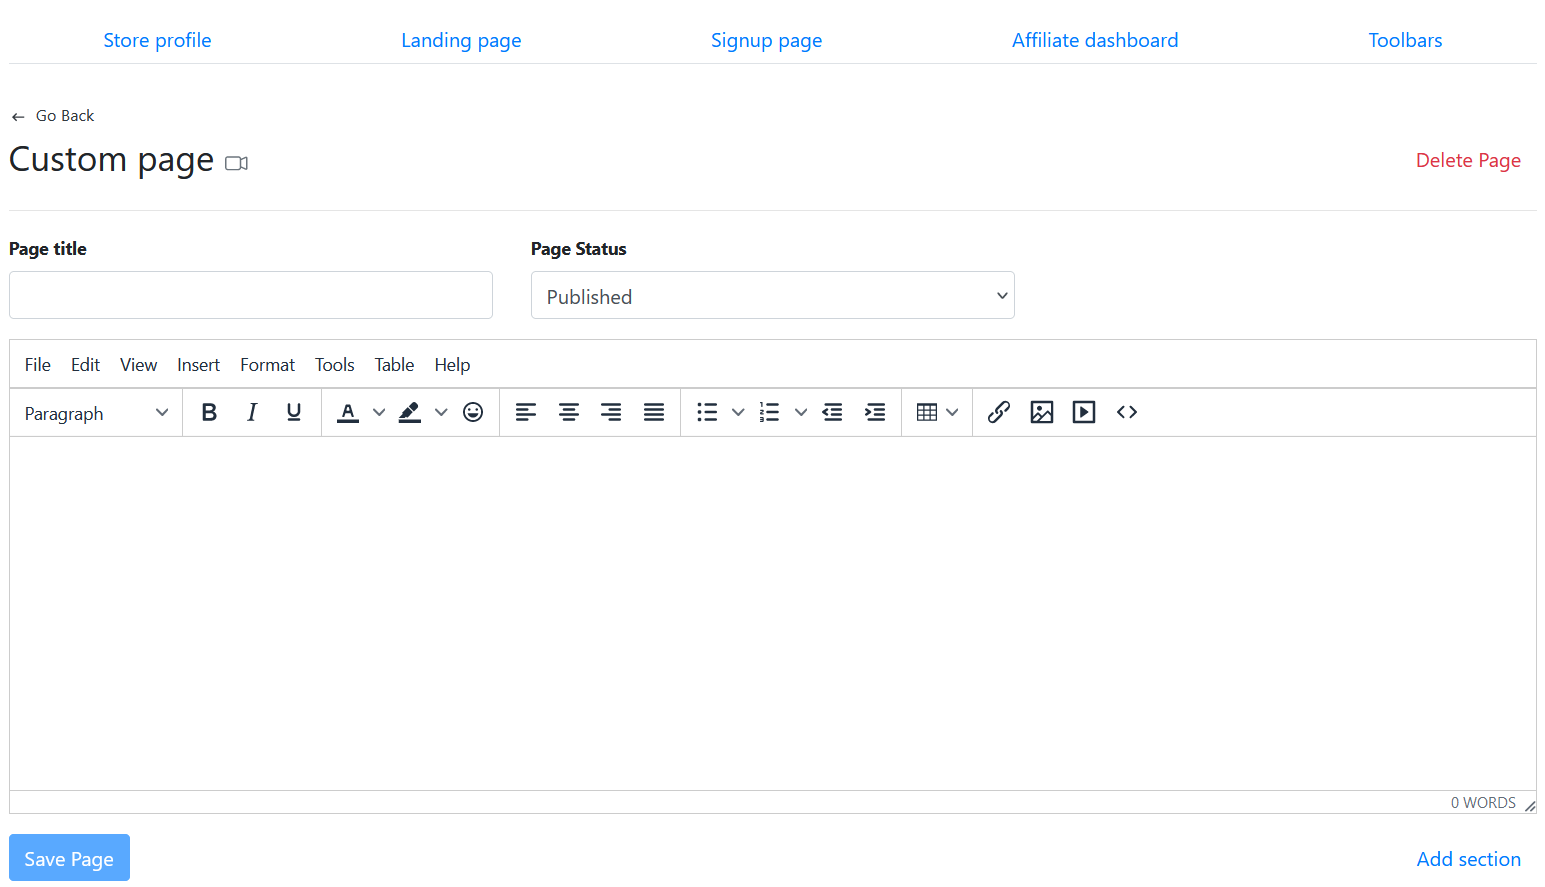 Store profile Landing page Signup page Affiliate dashboard Toolbars
Go Back
Custom page
Delete Page
Page title Page Status
Published
File Edit View Insert Format Tools Table Help
Paragraph B I U A
0 WORDS
Save Page Add section